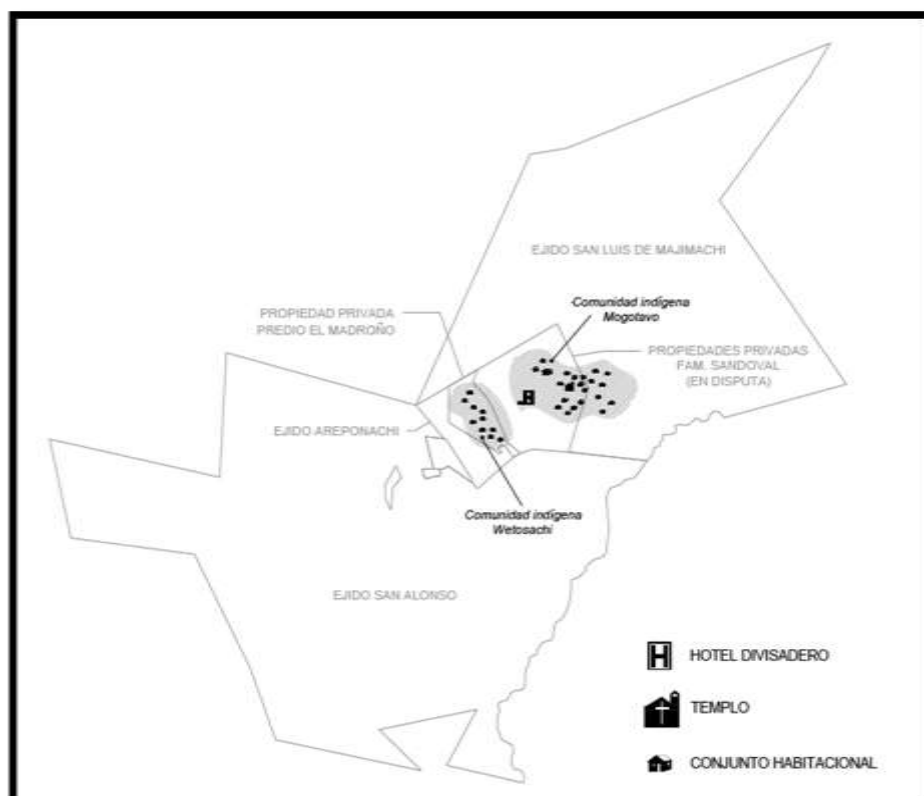 EJIDO SAN LUIS DE MAJIMACHI
Comunidad indígena
Mogotavo
PROPIEDAD PRIVADA
PREDIO EL MADROÑO
PROPIEDADES PRIVADAS
FAM. SANDOVAL
(EN DISPUTA)
EJIDO AREPONACHI
Comunidad indígena
Wetosachi
EJIDO SAN ALONSO
H HOTEL DIVISADERO
TEMPLO
CONJUNTO HABITACIONAL